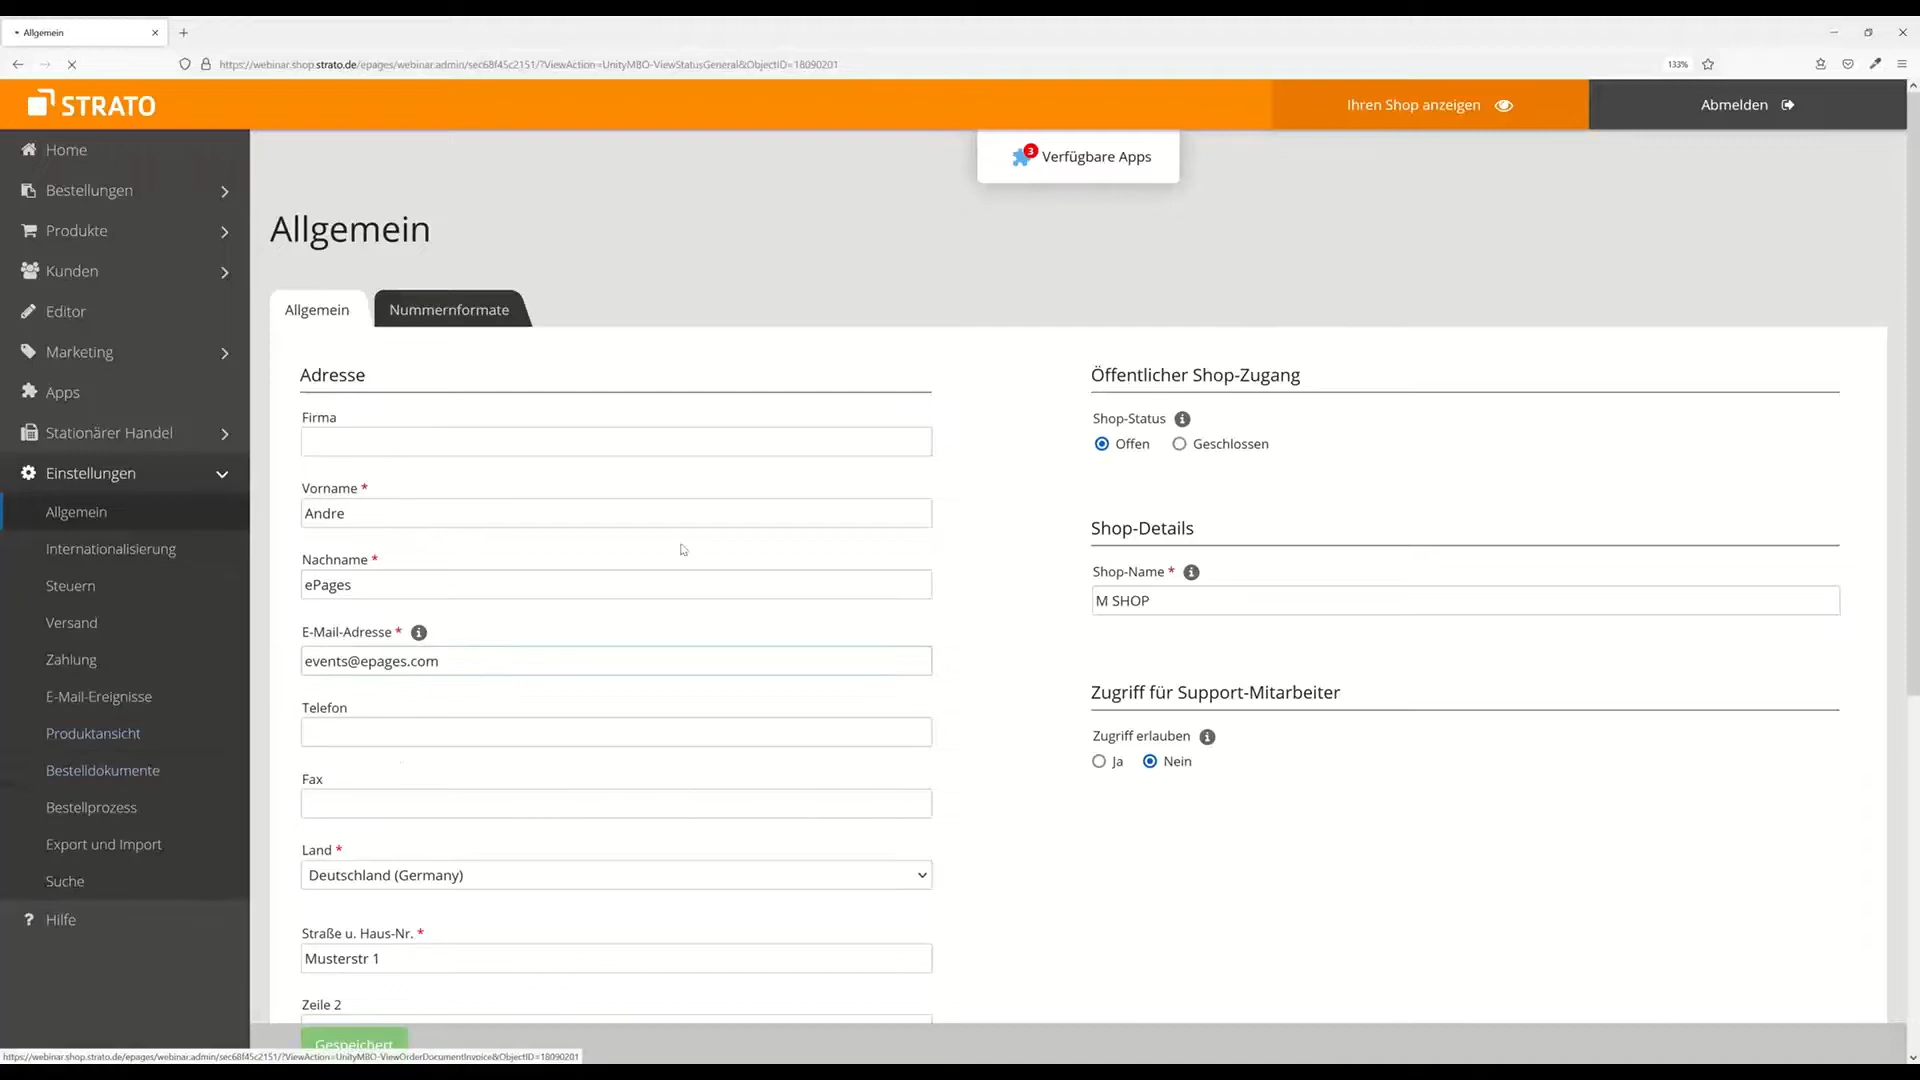 Allgemein
https://webinar.shop.strato.de/epages/webinar.admin/sec68f45c2151/?ViewAction=UnityMBO-ViewStatusGeneral&ObjectID=18090201
133%
STRATO
Ihren Shop anzeigen
Abmelden
Home
Bestellungen
Produkte
Kunden
Editor
Marketing
Apps
Stationärer Handel
Einstellungen
Allgemein
Internationalisierung
Steuern
Versand
Zahlung
E-Mail-Ereignisse
Produktansicht
Bestelldokumente
Bestellprozess
Export und Import
Suche
Hilfe
3 Verfügbare Apps
Allgemein
Allgemein
Nummernformate
Adresse
Firma
Vorname *
Andre
Nachname *
ePages
E-Mail-Adresse *
events@epages.com
Telefon
Fax
Land *
Deutschland (Germany)
Straße u. Haus-Nr. *
Musterstr 1
Zeile 2
Gespeichert
Öffentlicher Shop-Zugang
Shop-Status
Offen
Geschlossen
Shop-Details
Shop-Name *
M SHOP
Zugriff für Support-Mitarbeiter
Zugriff erlauben
Ja
Nein
https://webinar.shop.strato.de/epages/webinar.admin/sec68f45c2151/?ViewAction=UnityMBO-ViewOrderDocumentInvoice&ObjectID=18090201